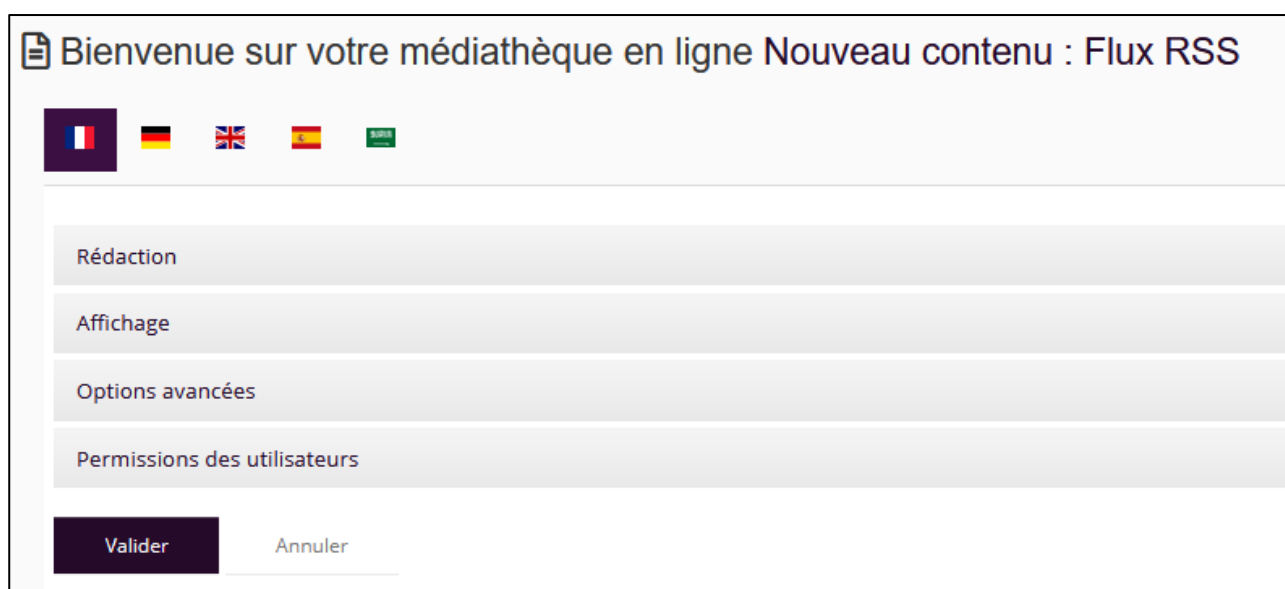 Bienvenue sur votre médiathèque en ligne Nouveau contenu : Flux RSS
Rédaction
Affichage
Options avancées
Permissions des utilisateurs
Valider Annuler